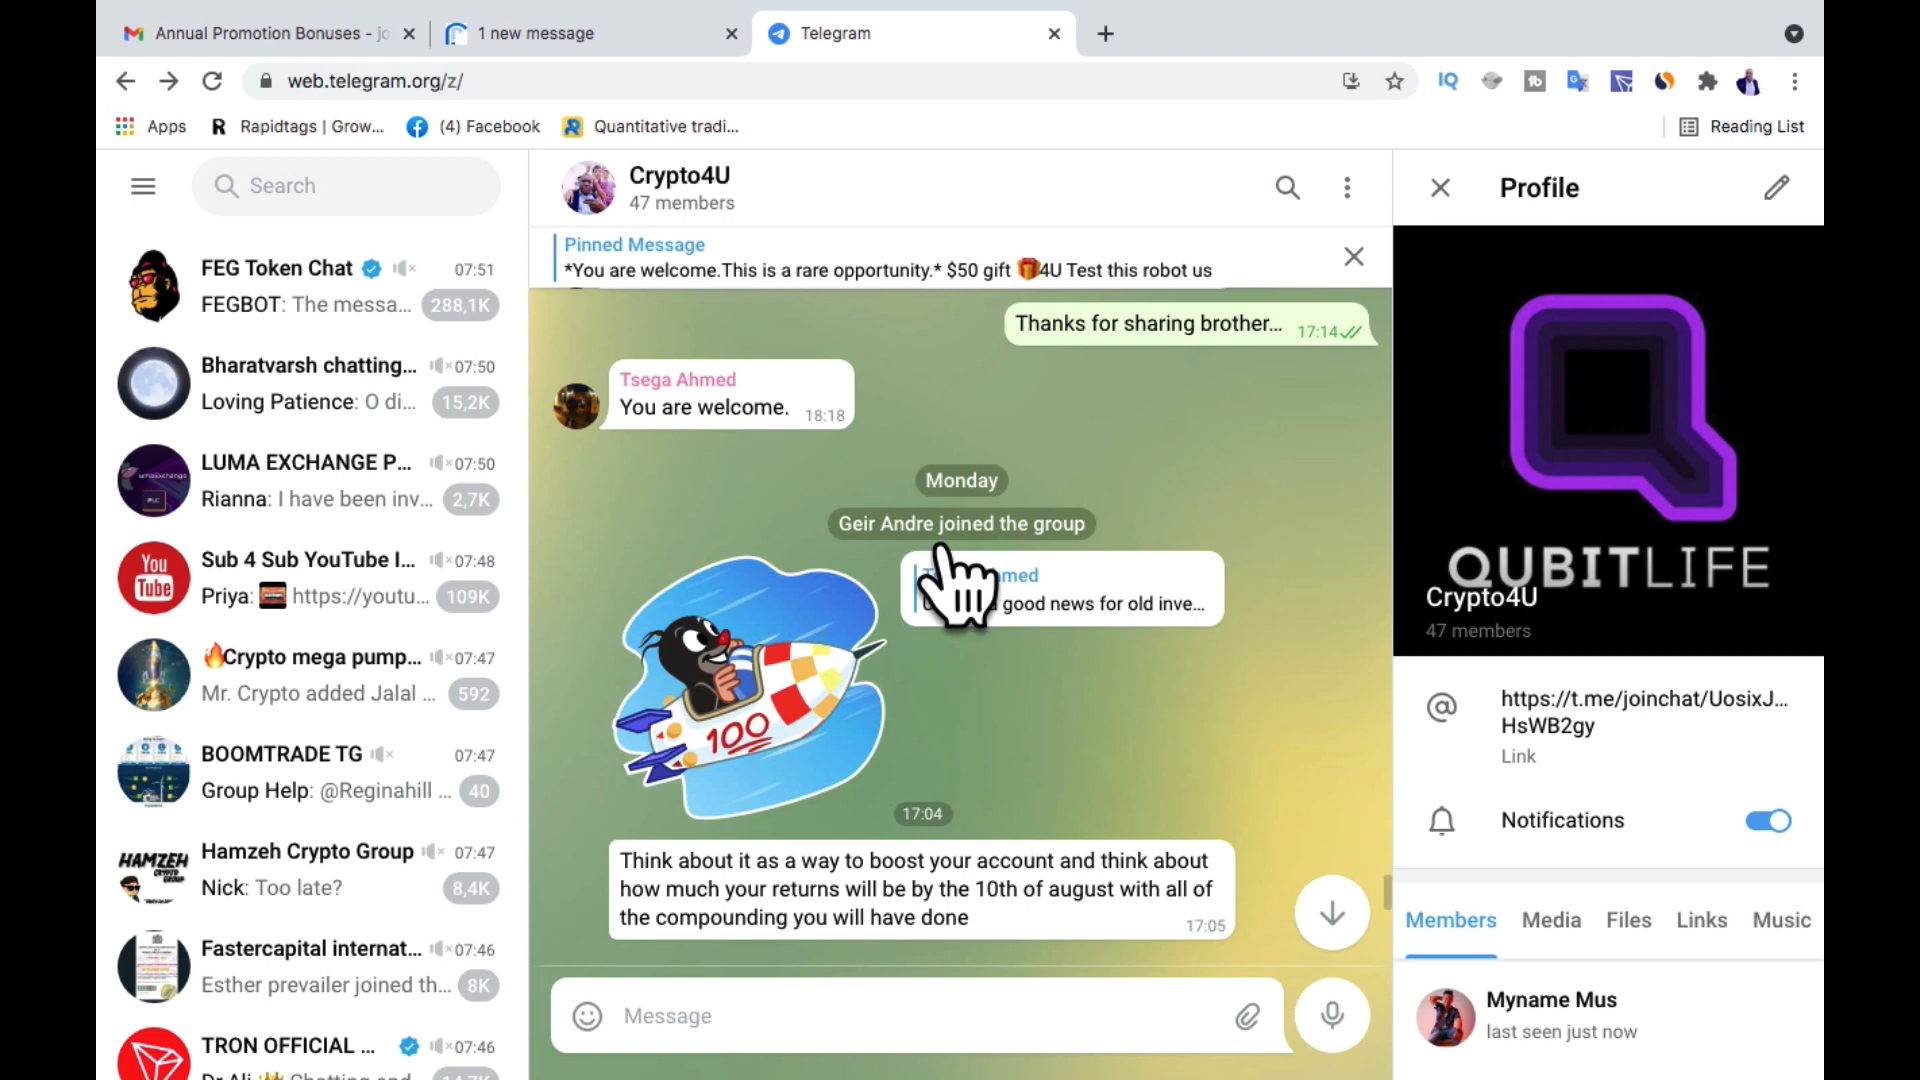 Annual Promotion Bonuses - jo
1 new message
Telegram
web.telegram.org/z/
Apps
Rapidtags | Grow...
(4) Facebook
Quantitative tradi...
Reading List
Search
FEG Token Chat
07:51
FEGBOT: The messa...
288,1K
Bharatvarsh chatting...
07:50
Loving Patience: O di...
15,2K
LUMA EXCHANGE P...
07:50
Rianna: I have been inv...
2,7K
Sub 4 Sub YouTube I...
07:48
Priya: https://youtu...
109K
You
Tube
🔥Crypto mega pump...
07:47
Mr. Crypto added Jalal ...
592
BOOMTRADE TG
07:47
Group Help: @Reginahill ...
40
HAMZEH
Hamzeh Crypto Group
07:47
Nick: Too late?
8,4K
Fastercapital internat...
07:46
Esther prevailer joined th...
8K
TRON OFFICIAL ...
07:46
Crypto4U
47 members
Pinned Message
*You are welcome.This is a rare opportunity.* $50 gift 🎁4U Test this robot us
Thanks for sharing brother...
17:14
Tsega Ahmed
You are welcome.
18:18
Monday
Geir Andre joined the group
good news for old inve...
100
17:04
Think about it as a way to boost your account and think about
how much your returns will be by the 10th of august with all of
the compounding you will have done
17:05
Message
Profile
QUBITLIFE
Crypto4U
47 members
https://t.me/joinchat/UosixJ...
HsWB2gy
Link
Notifications
Members
Media
Files
Links
Music
Myname Mus
last seen just now